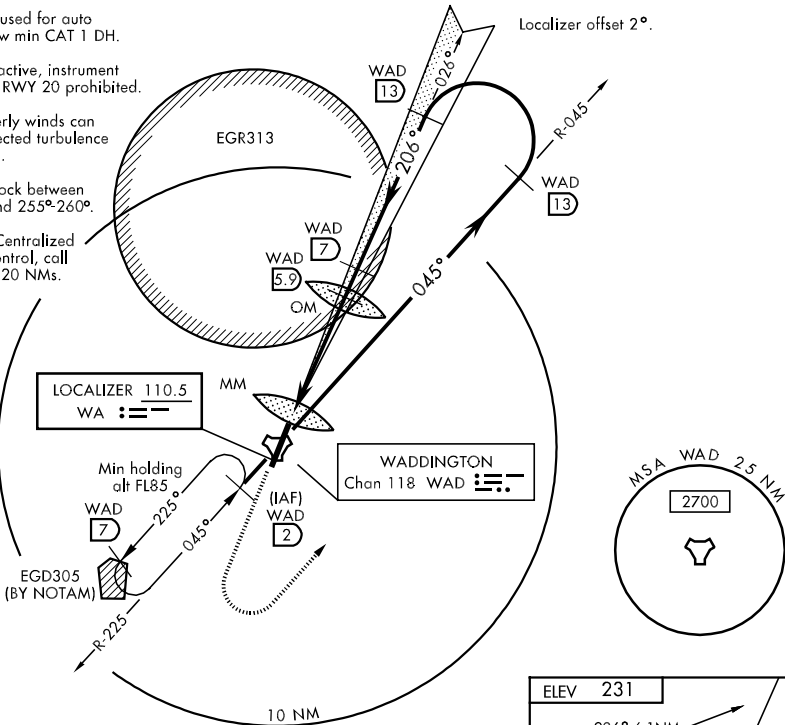 used for auto
w min CAT 1 DH.
active, instrument
RWY 20 prohibited.
erly winds can
ected turbulence
ock between
nd 255°-260°.
Centralized
ntrol, call
20 NMs.
Localizer offset 2°.
WAD
13
026°
206°
EGR313
R-045
WAD
13
WAD
7
WAD
5.9
OM
045°
LOCALIZER 110.5
WA
MM
WADDINGTON
Chan 118 WAD
Min holding
alt FL85
WAD
7
225°
045°
(IAF)
WAD
2
EGD305
(BY NOTAM)
R-225
10 NM
MSA WAD 25 NM
2700
ELEV 231